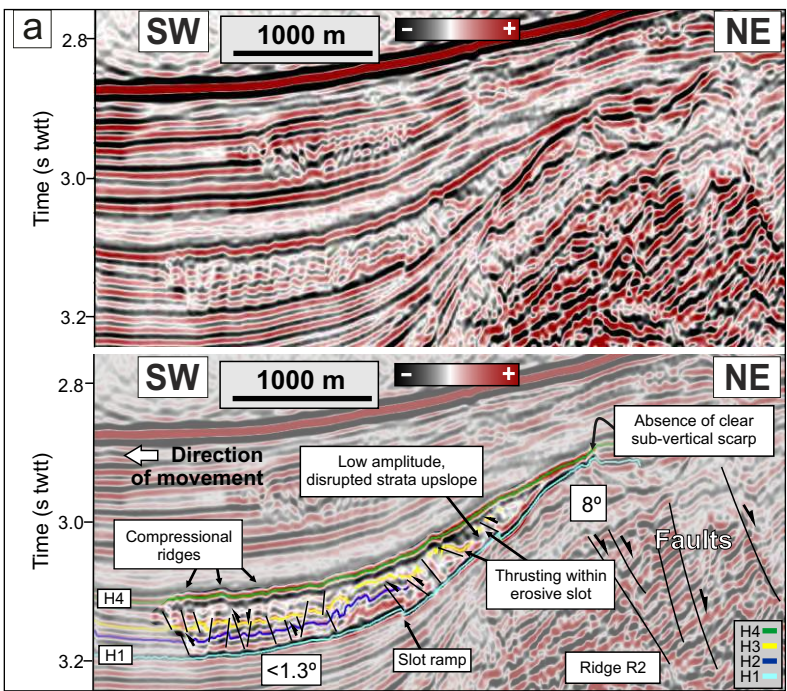 a
SW
1000 m
- +
NE
2.8
3.0
3.2
Time (s twtt)
SW
1000 m
- +
NE
2.8
3.0
3.2
Time (s twtt)
Absence of clear
sub-vertical scarp
Direction
of movement
Low amplitude,
disrupted strata upslope
8º
Faults
Compressional
ridges
Thrusting within
erosive slot
H4
H1
<1.3º
Slot ramp
Ridge R2
H4
H3
H2
H1